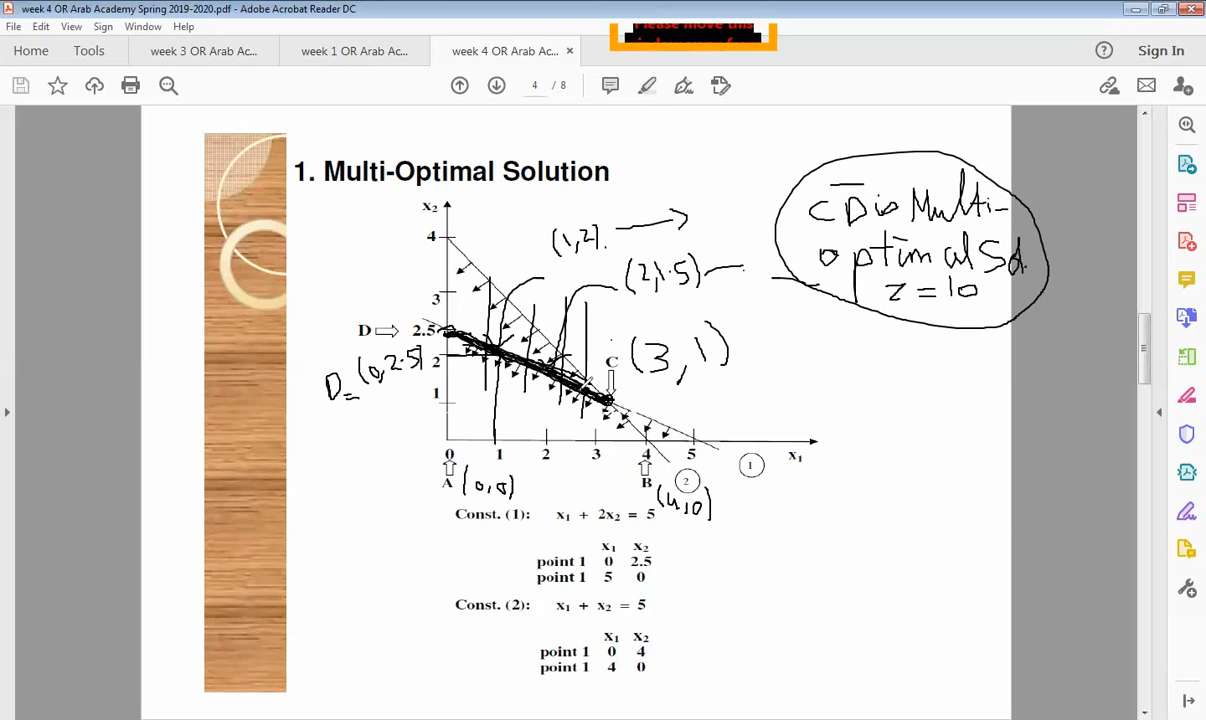 week 4 OR Arab Academy Spring 2019-2020.pdf - Adobe Acrobat Reader DC
File Edit View Sign Window Help
Please move this
Home Tools week 3 OR Arab Ac... week 1 OR Arab Ac... week 4 OR Arab Ac... ×
Sign In
4 / 8
1. Multi-Optimal Solution
CD is Multi-
optimal Sol.
z = 10
x2
4
(1,2)
(2,1.5)
3
D 2.5
(3,1)
C
2
D= (0,2.5)
1
0 1 2 3 4 5 x1
A (0,0)
B (4,0)
2
1
Const. (1): x1 + 2x2 = 5
x1 x2
point 1 0 2.5
point 1 5 0
Const. (2): x1 + x2 = 5
x1 x2
point 1 0 4
point 1 4 0